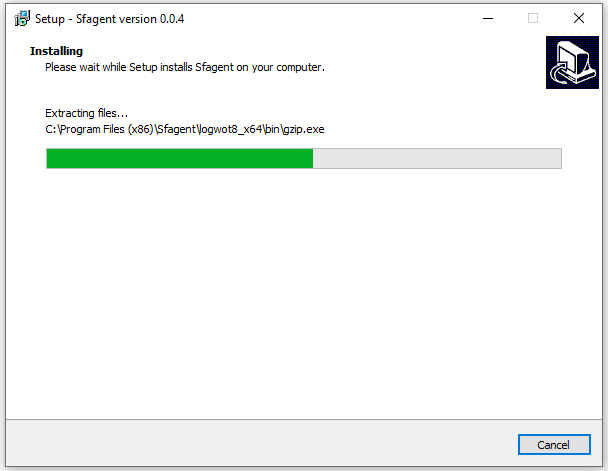 Setup - Sfagent version 0.0.4
Installing
Please wait while Setup installs Sfagent on your computer.
Extracting files...
C:\Program Files (x86)\Sfagent\logwot8_x64\bin\gzip.exe
Cancel